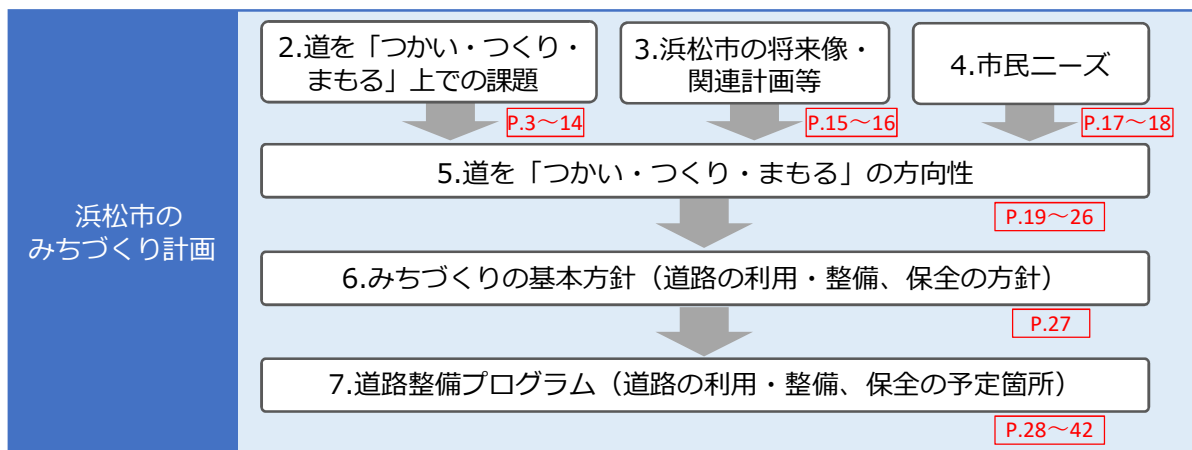 浜松市の
みちづくり計画
2.道を「つかい・つくり・
まもる」上での課題
P.3～14
3.浜松市の将来像・
関連計画等
P.15～16
4.市民ニーズ
P.17～18
5.道を「つかい・つくり・まもる」の方向性
P.19～26
6.みちづくりの基本方針（道路の利用・整備、保全の方針）
P.27
7.道路整備プログラム（道路の利用・整備、保全の予定箇所）
P.28～42